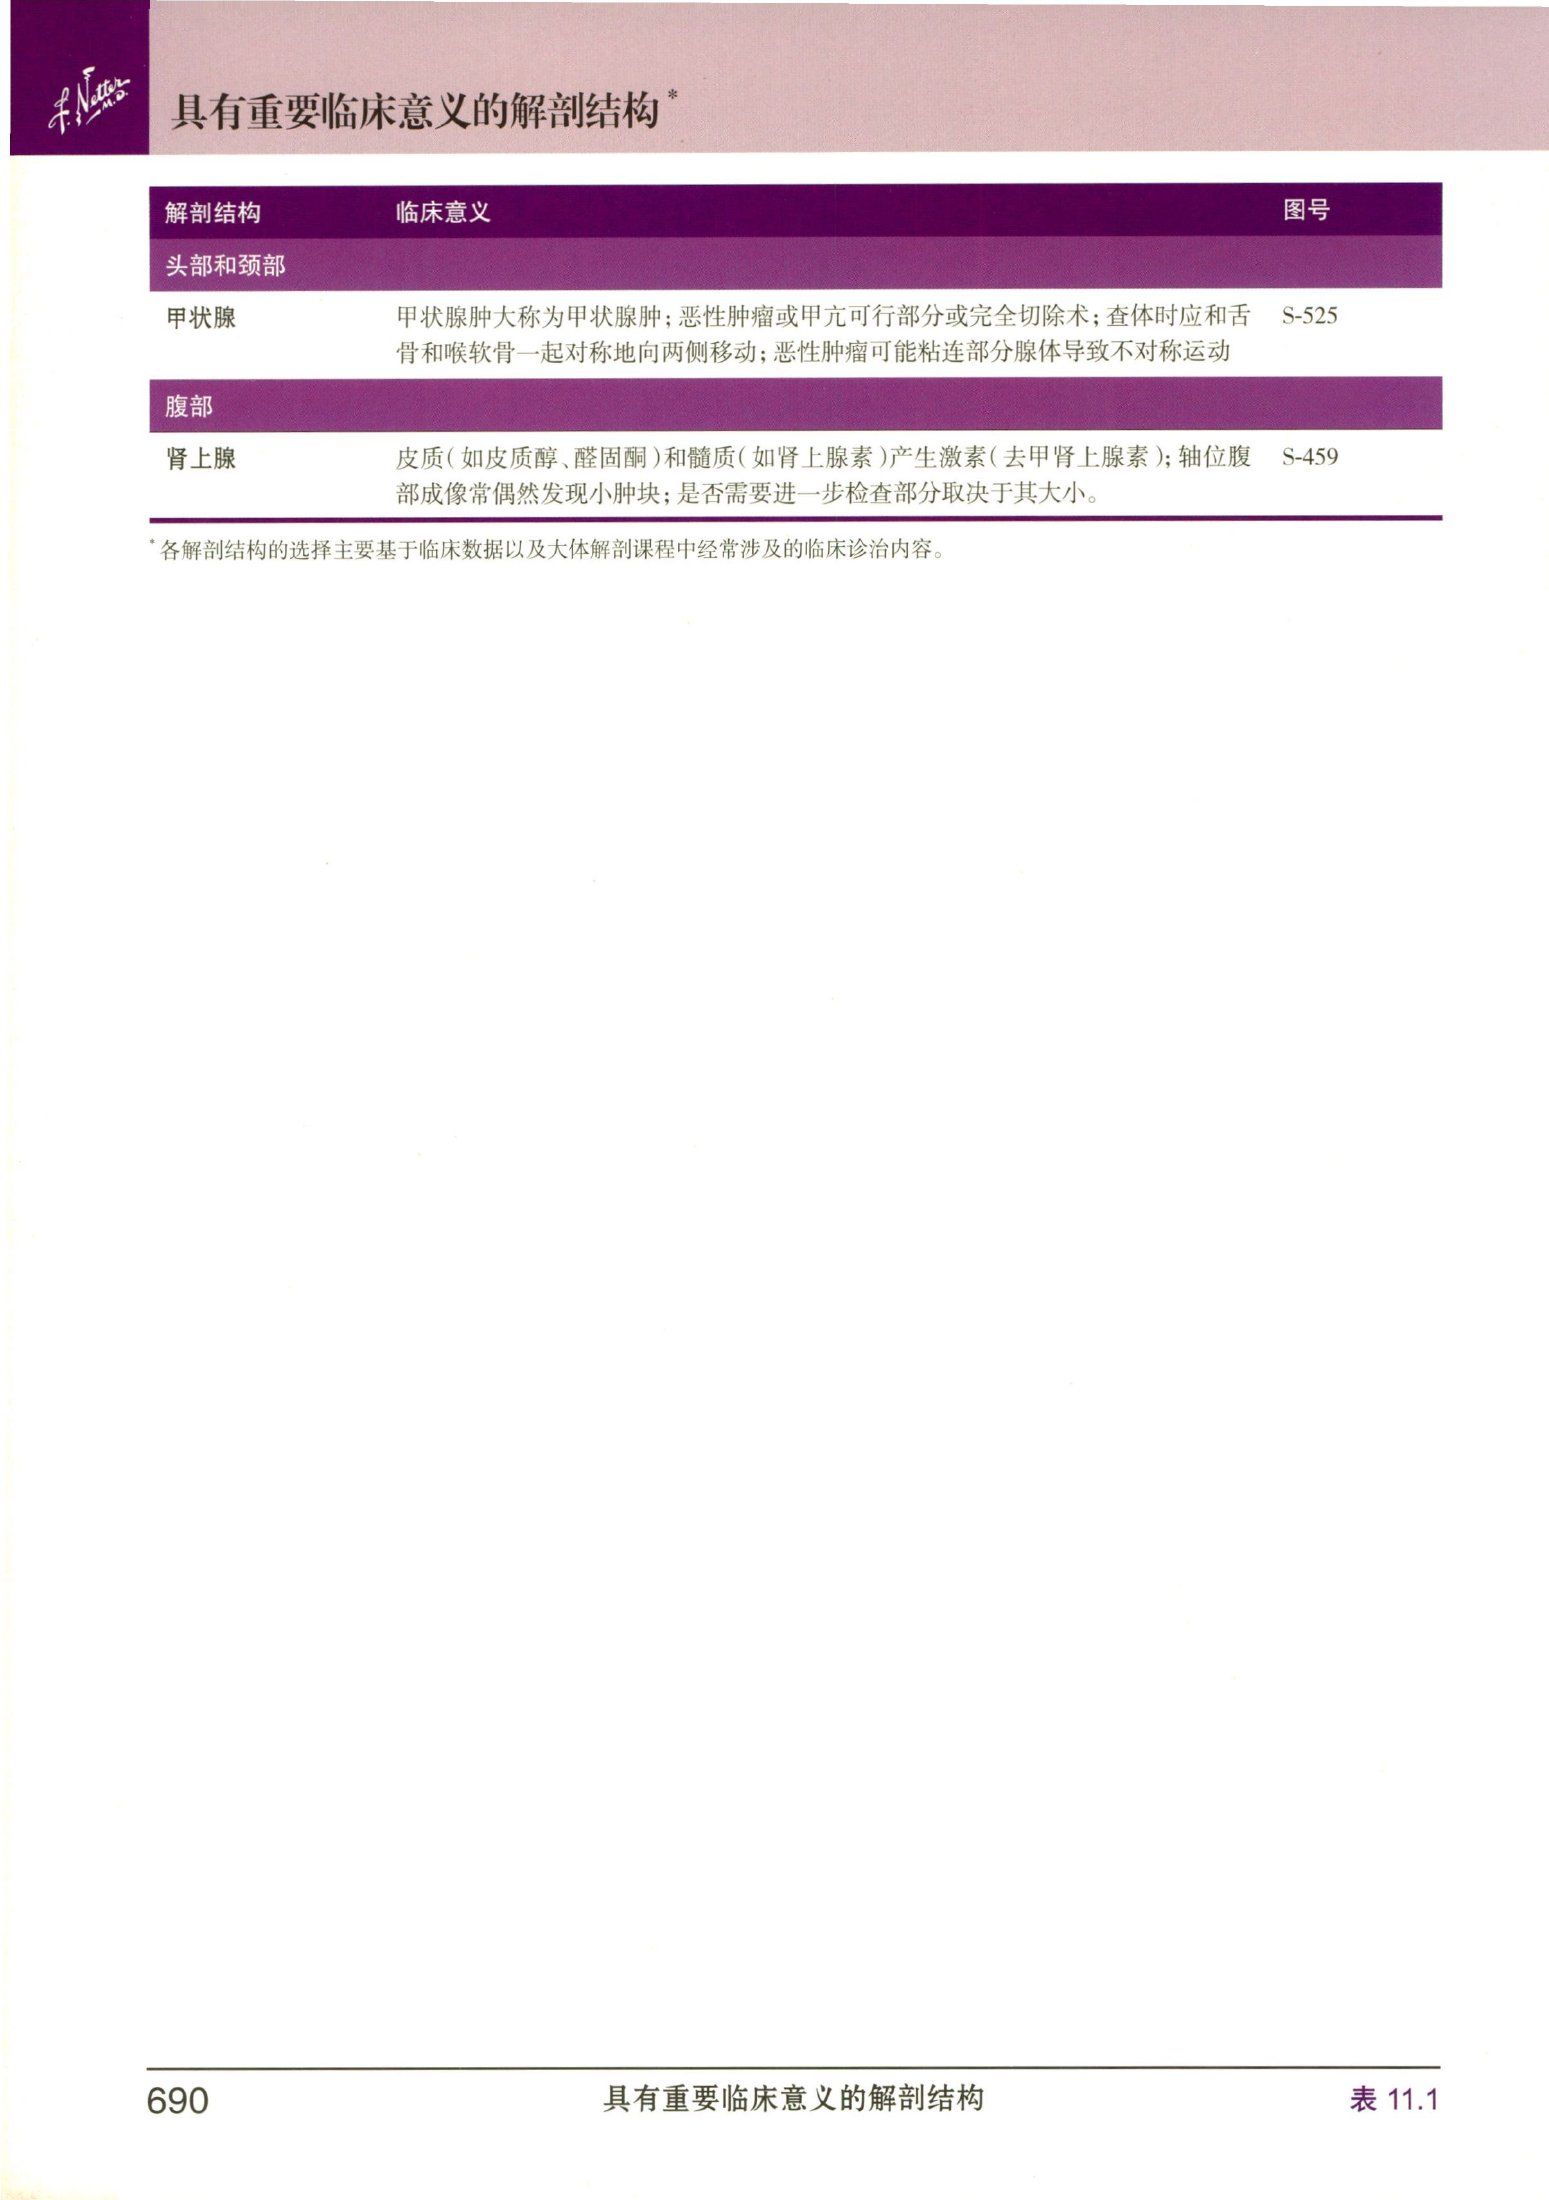 F. Netter M.D.
具有重要临床意义的解剖结构*
解剖结构 临床意义 图号
头部和颈部
甲状腺 甲状腺肿大称为甲状腺肿；恶性肿瘤或甲亢可行部分或完全切除术；查体时应和舌 S-525
骨和喉软骨一起对称地向两侧移动；恶性肿瘤可能粘连部分腺体导致不对称运动
腹部
肾上腺 皮质（如皮质醇、醛固酮）和髓质（如肾上腺素）产生激素（去甲肾上腺素）；轴位腹 S-459
部成像常偶然发现小肿块；是否需要进一步检查部分取决于其大小。
*各解剖结构的选择主要基于临床数据以及大体解剖课程中经常涉及的临床诊治内容。
690 具有重要临床意义的解剖结构 表 11.1